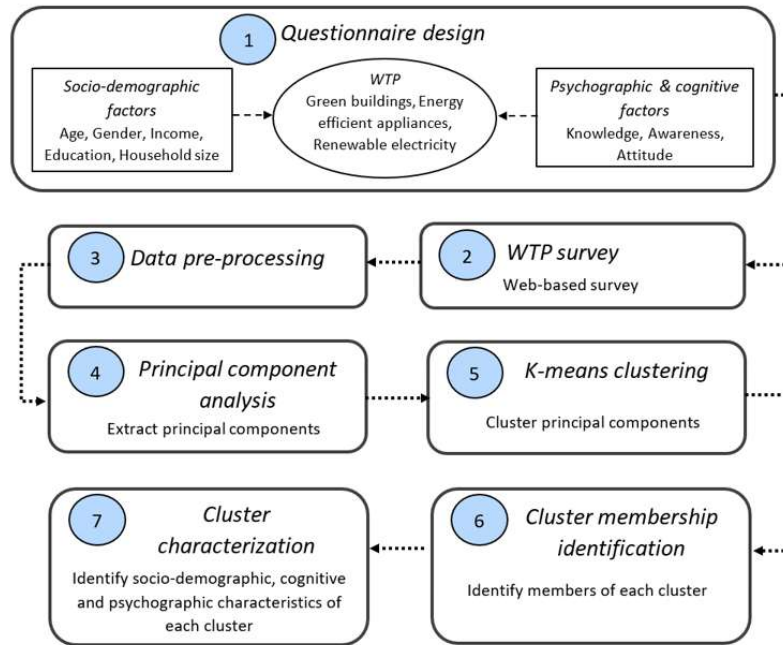 1
Questionnaire design
Socio-demographic
factors
Age, Gender, Income,
Education, Household size
WTP
Green buildings, Energy
efficient appliances,
Renewable electricity
Psychographic & cognitive
factors
Knowledge, Awareness,
Attitude
2
WTP survey
Web-based survey
3
Data pre-processing
4
Principal component
analysis
Extract principal components
5
K-means clustering
Cluster principal components
6
Cluster membership
identification
Identify members of each cluster
7
Cluster
characterization
Identify socio-demographic, cognitive
and psychographic characteristics of
each cluster